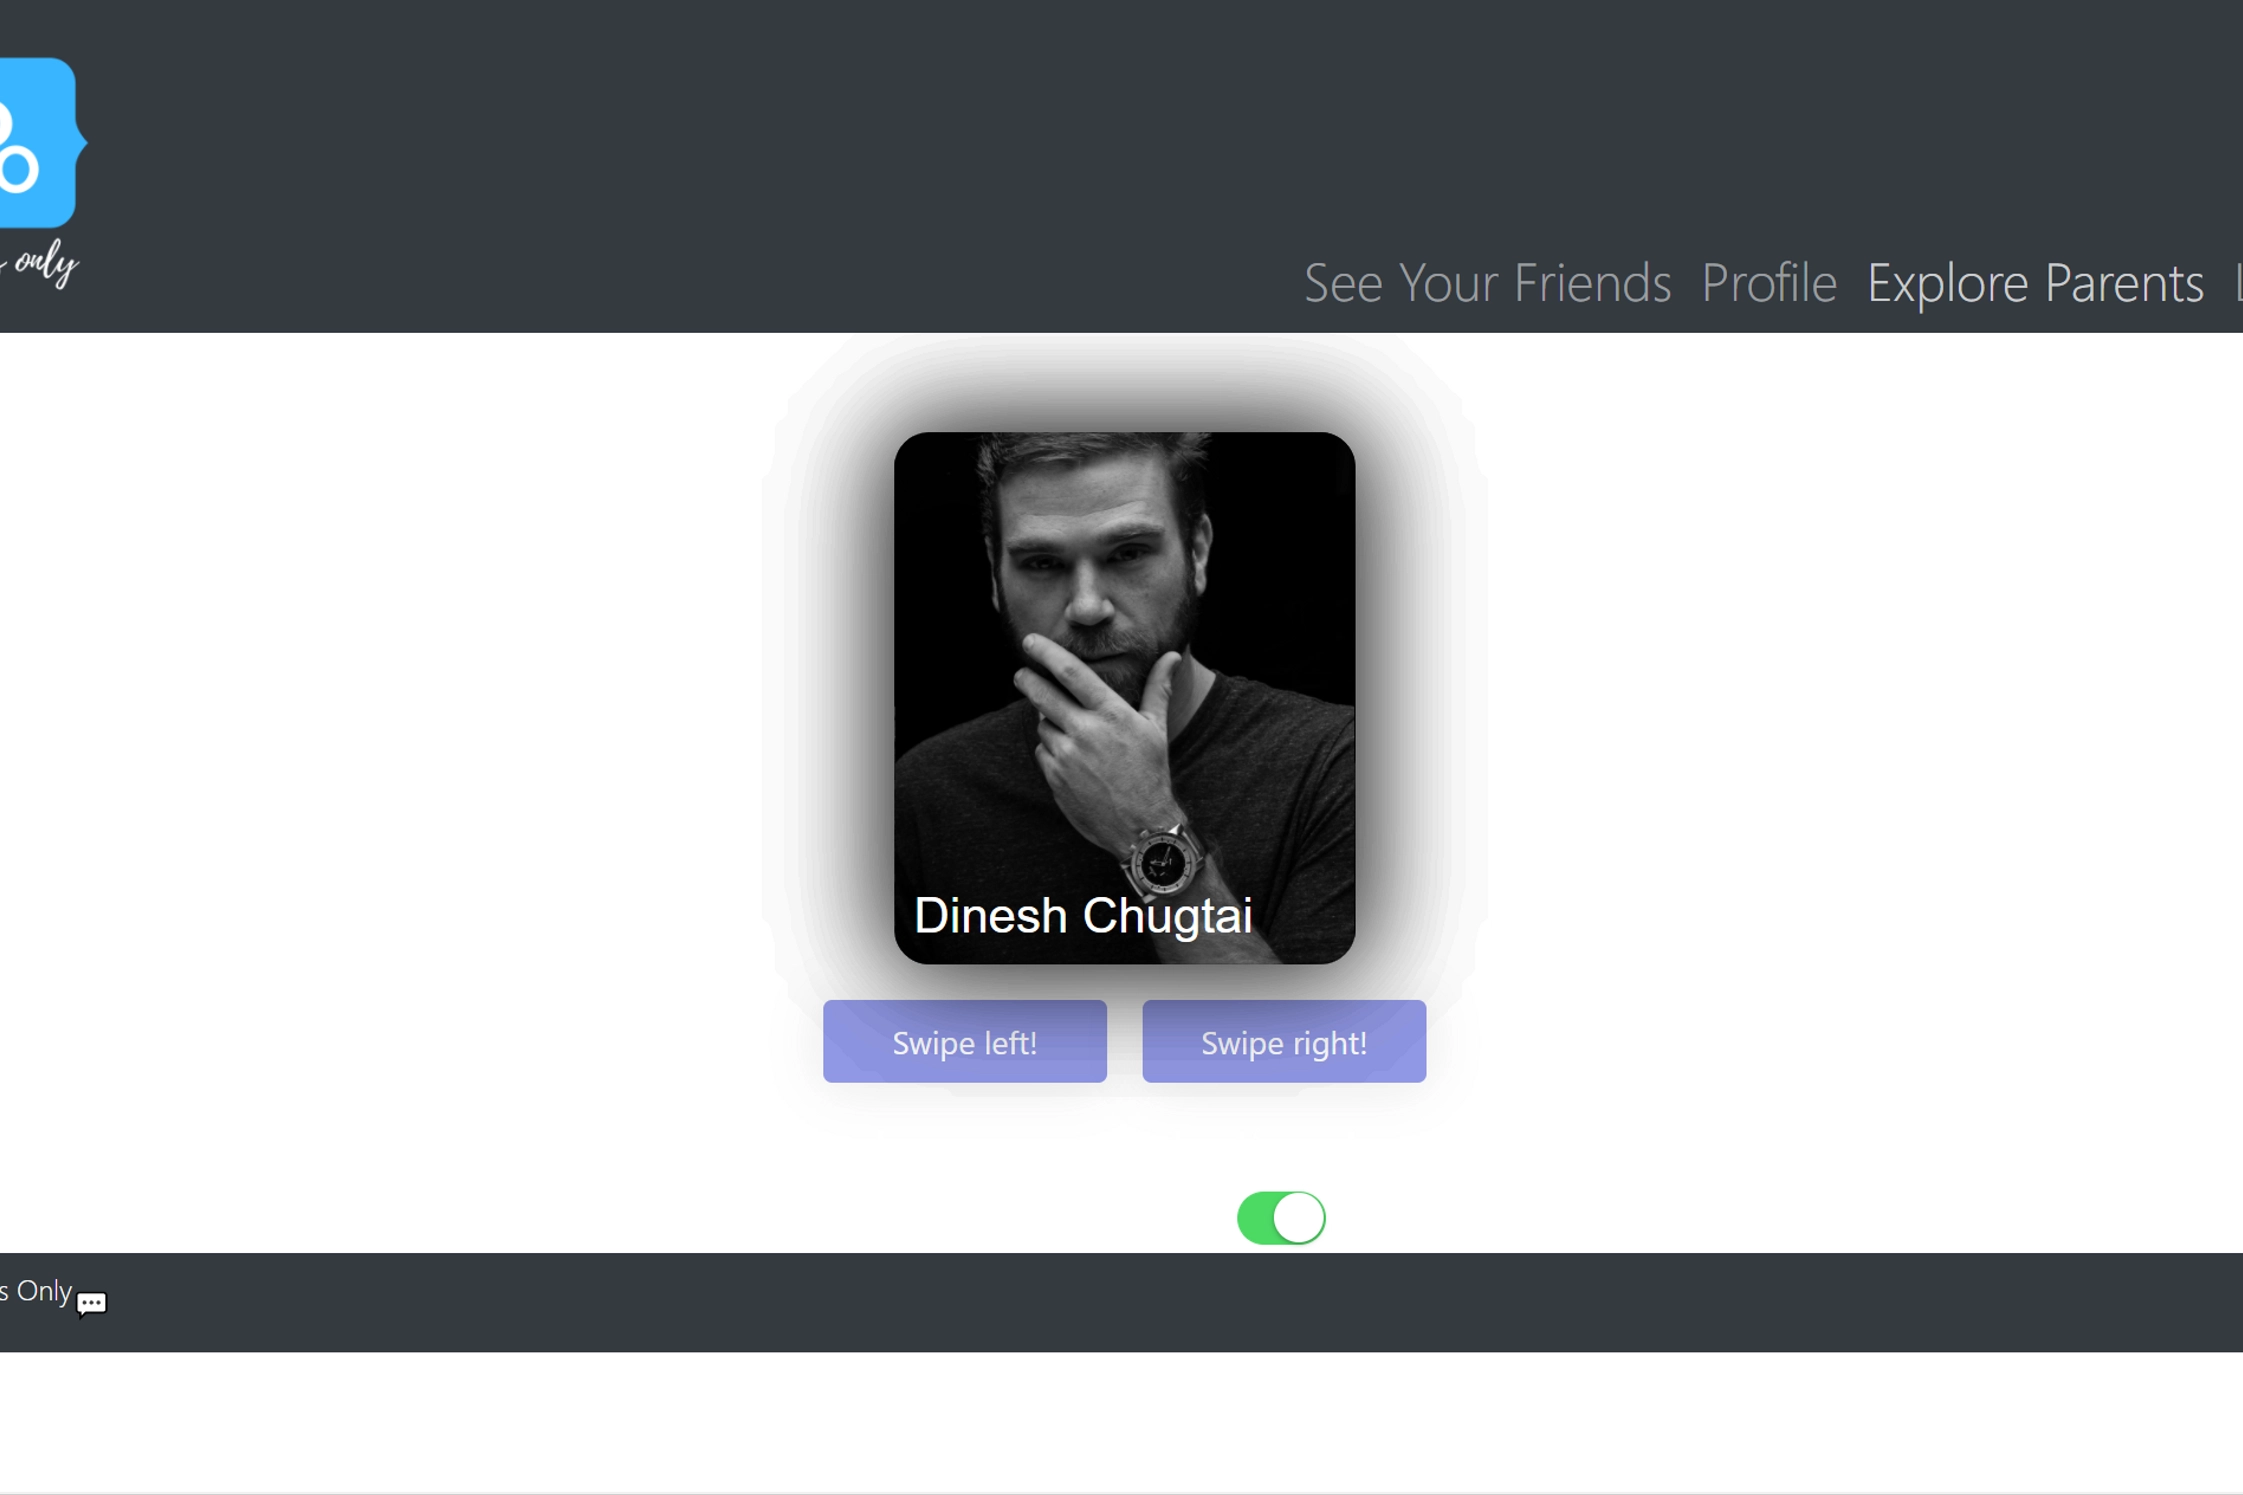 only
See Your Friends Profile Explore Parents
Dinesh Chugtai
Swipe left! Swipe right!
s Only